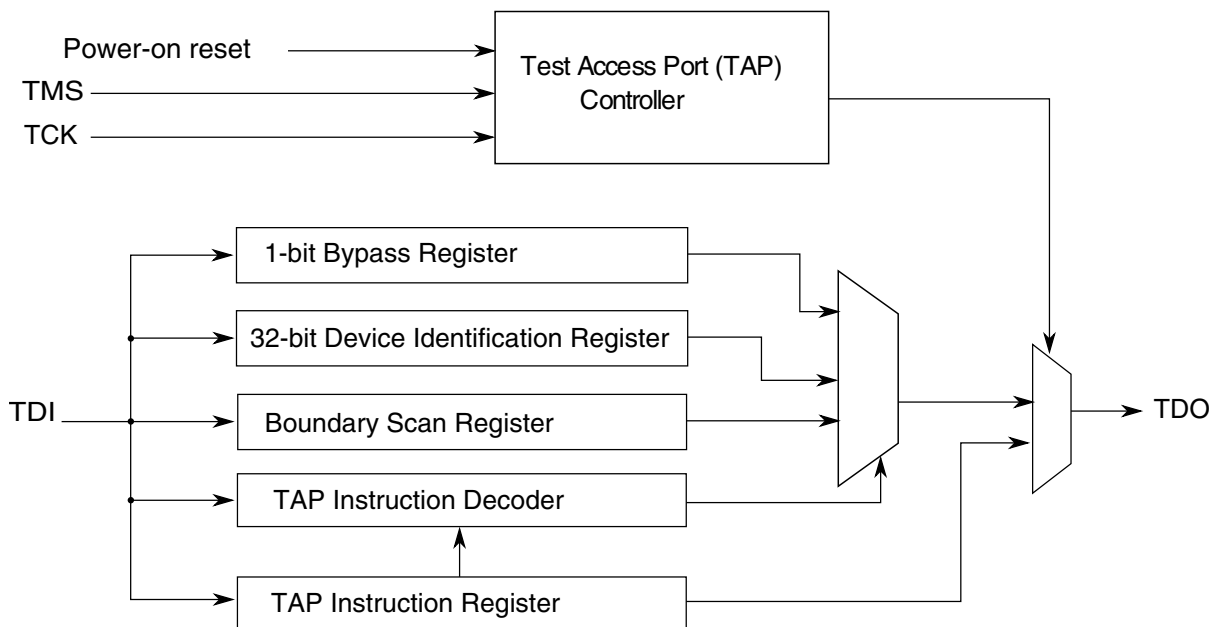 Power-on reset
TMS
TCK
Test Access Port (TAP)
Controller
1-bit Bypass Register
32-bit Device Identification Register
TDI
Boundary Scan Register
TDO
TAP Instruction Decoder
TAP Instruction Register